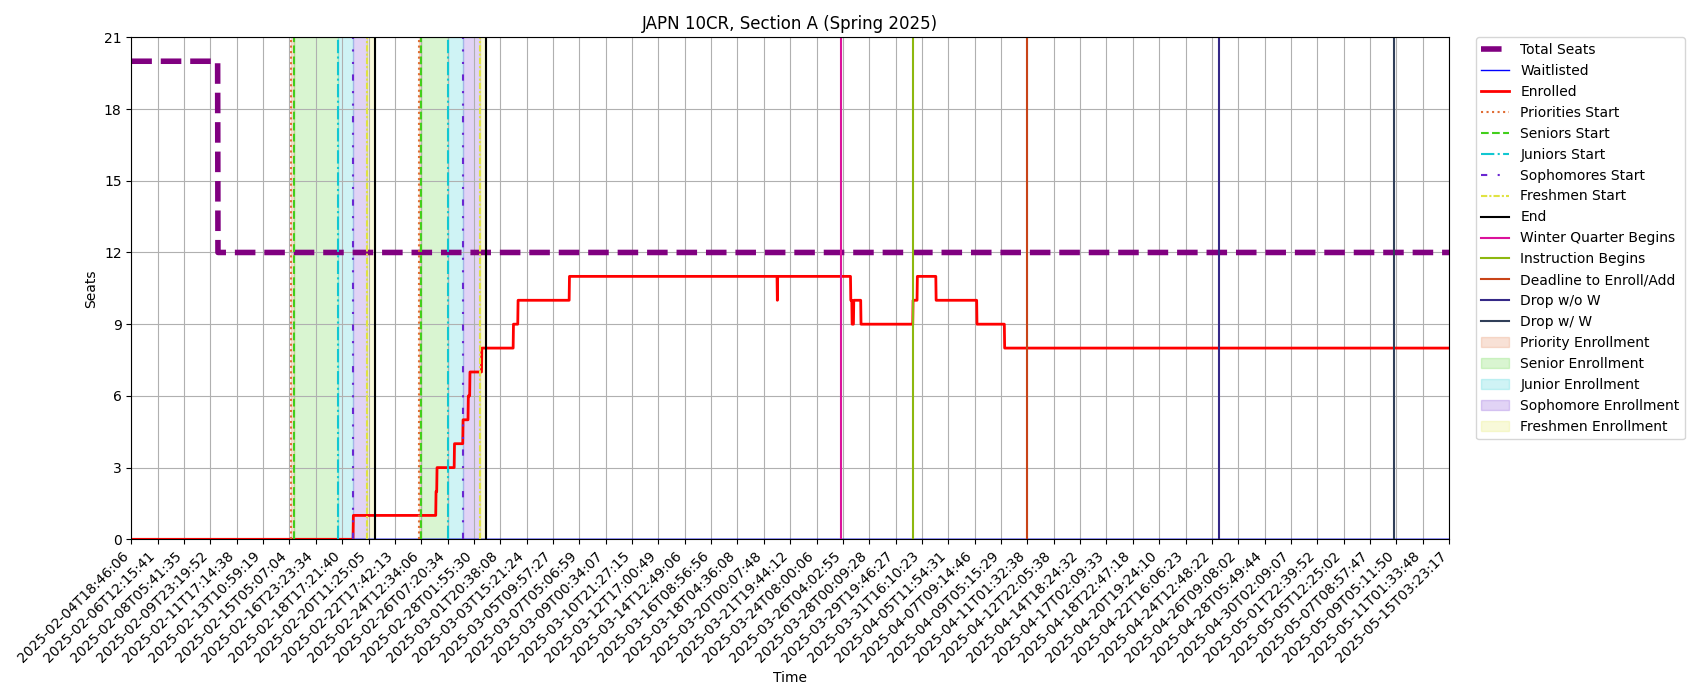 JAPN 10CR, Section A (Spring 2025)
21
18
15
12
9
6
3
0
Seats
2025-02-04T18:46:06
2025-02-06T12:15:41
2025-02-08T05:41:35
2025-02-09T23:19:52
2025-02-11T17:14:38
2025-02-13T10:59:19
2025-02-15T05:07:04
2025-02-16T23:23:34
2025-02-18T17:21:40
2025-02-20T11:25:05
2025-02-22T17:42:13
2025-02-24T12:34:06
2025-02-26T07:20:34
2025-02-28T01:55:30
2025-03-01T20:38:08
2025-03-03T15:21:24
2025-03-05T09:57:27
2025-03-07T05:06:59
2025-03-09T00:34:07
2025-03-10T21:27:15
2025-03-12T17:00:49
2025-03-14T12:49:06
2025-03-16T08:56:56
2025-03-18T04:36:08
2025-03-20T00:07:48
2025-03-21T19:44:12
2025-03-24T08:00:06
2025-03-26T04:02:55
2025-03-28T00:09:28
2025-03-29T19:46:27
2025-03-31T16:10:23
2025-04-05T11:54:31
2025-04-07T09:14:46
2025-04-09T05:15:29
2025-04-11T01:32:38
2025-04-12T22:05:38
2025-04-14T18:24:32
2025-04-17T02:09:33
2025-04-18T22:47:18
2025-04-20T19:24:10
2025-04-22T16:06:23
2025-04-24T12:48:22
2025-04-26T09:08:02
2025-04-28T05:49:44
2025-04-30T02:09:07
2025-05-01T22:39:52
2025-05-05T12:25:02
2025-05-07T08:57:47
2025-05-09T05:11:50
2025-05-11T01:33:48
2025-05-15T03:23:17
Time
Total Seats
Waitlisted
Enrolled
Priorities Start
Seniors Start
Juniors Start
Sophomores Start
Freshmen Start
End
Winter Quarter Begins
Instruction Begins
Deadline to Enroll/Add
Drop w/o W
Drop w/ W
Priority Enrollment
Senior Enrollment
Junior Enrollment
Sophomore Enrollment
Freshmen Enrollment